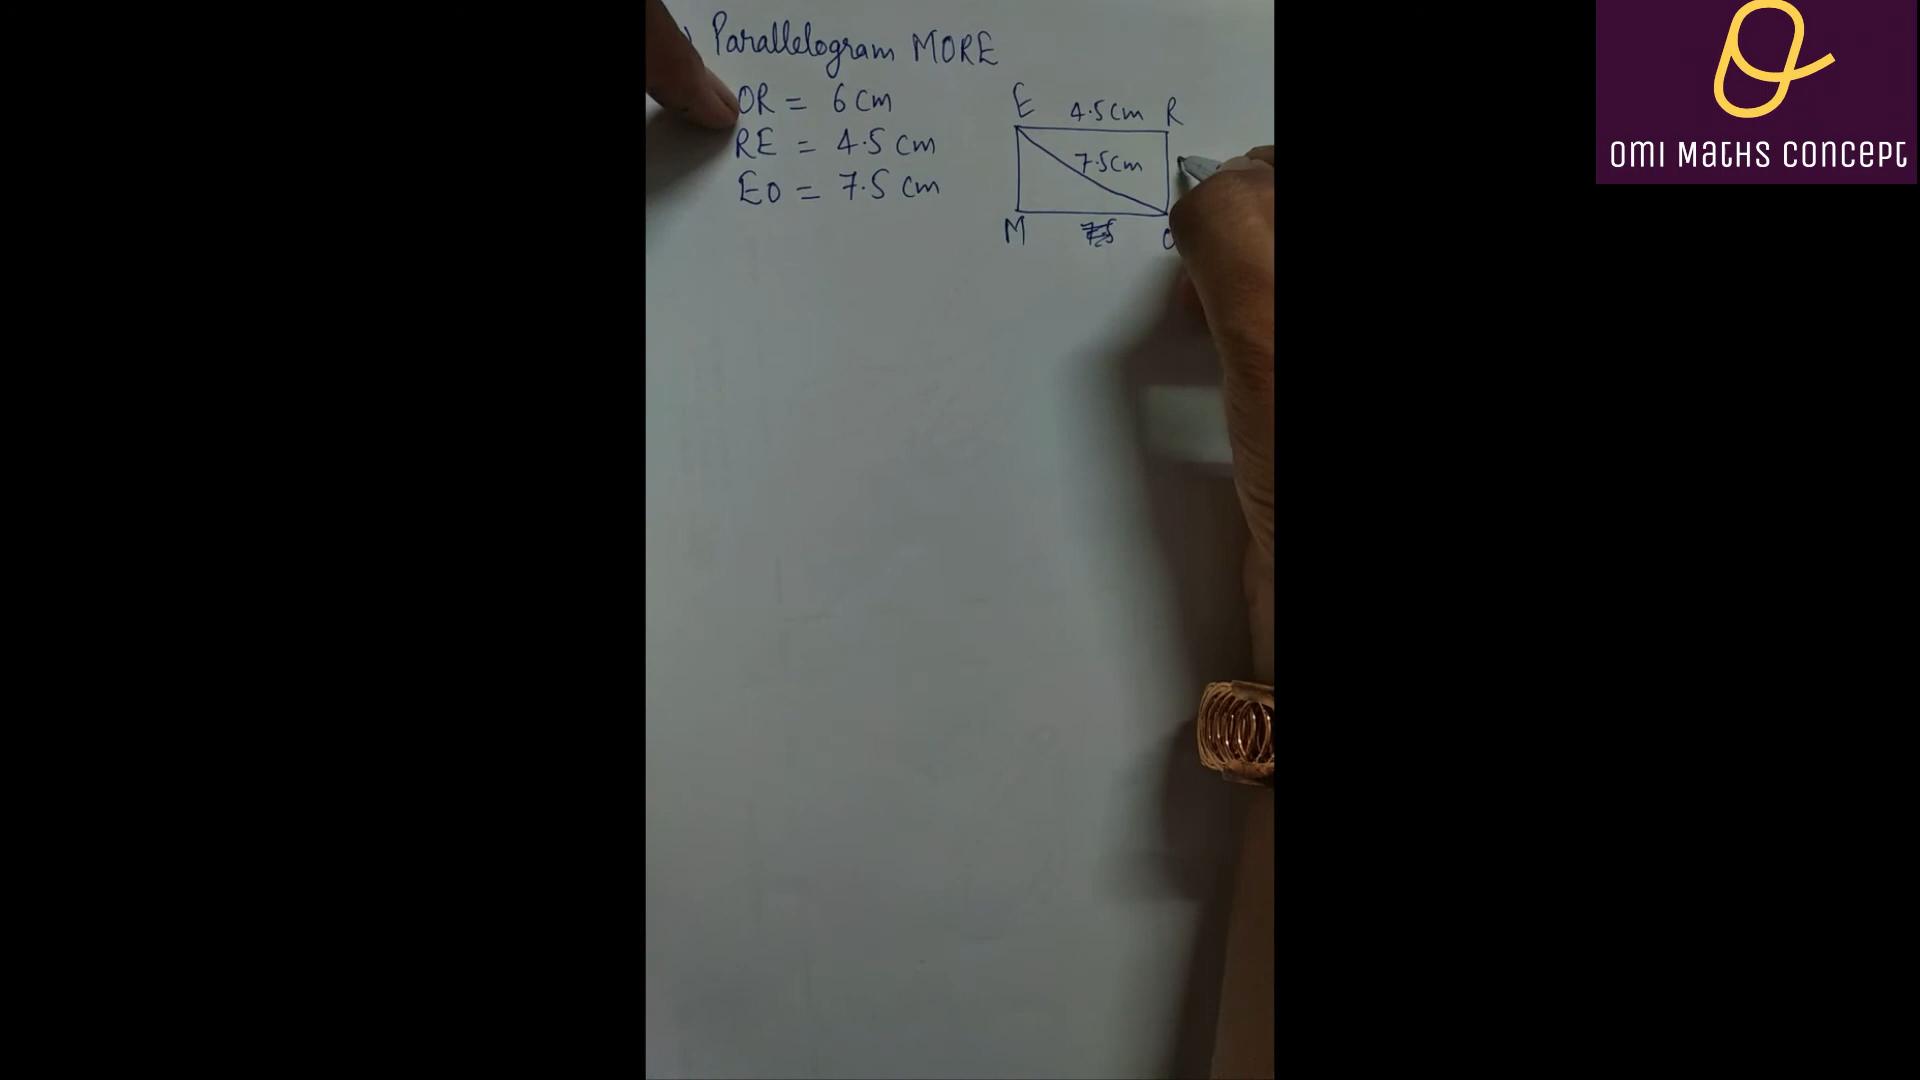 Parallelogram MORE
OR = 6 cm
RE = 4.5 cm
EO = 7.5 cm
E 4.5cm R
7.5cm
M
OMI MATHS CONCEPT